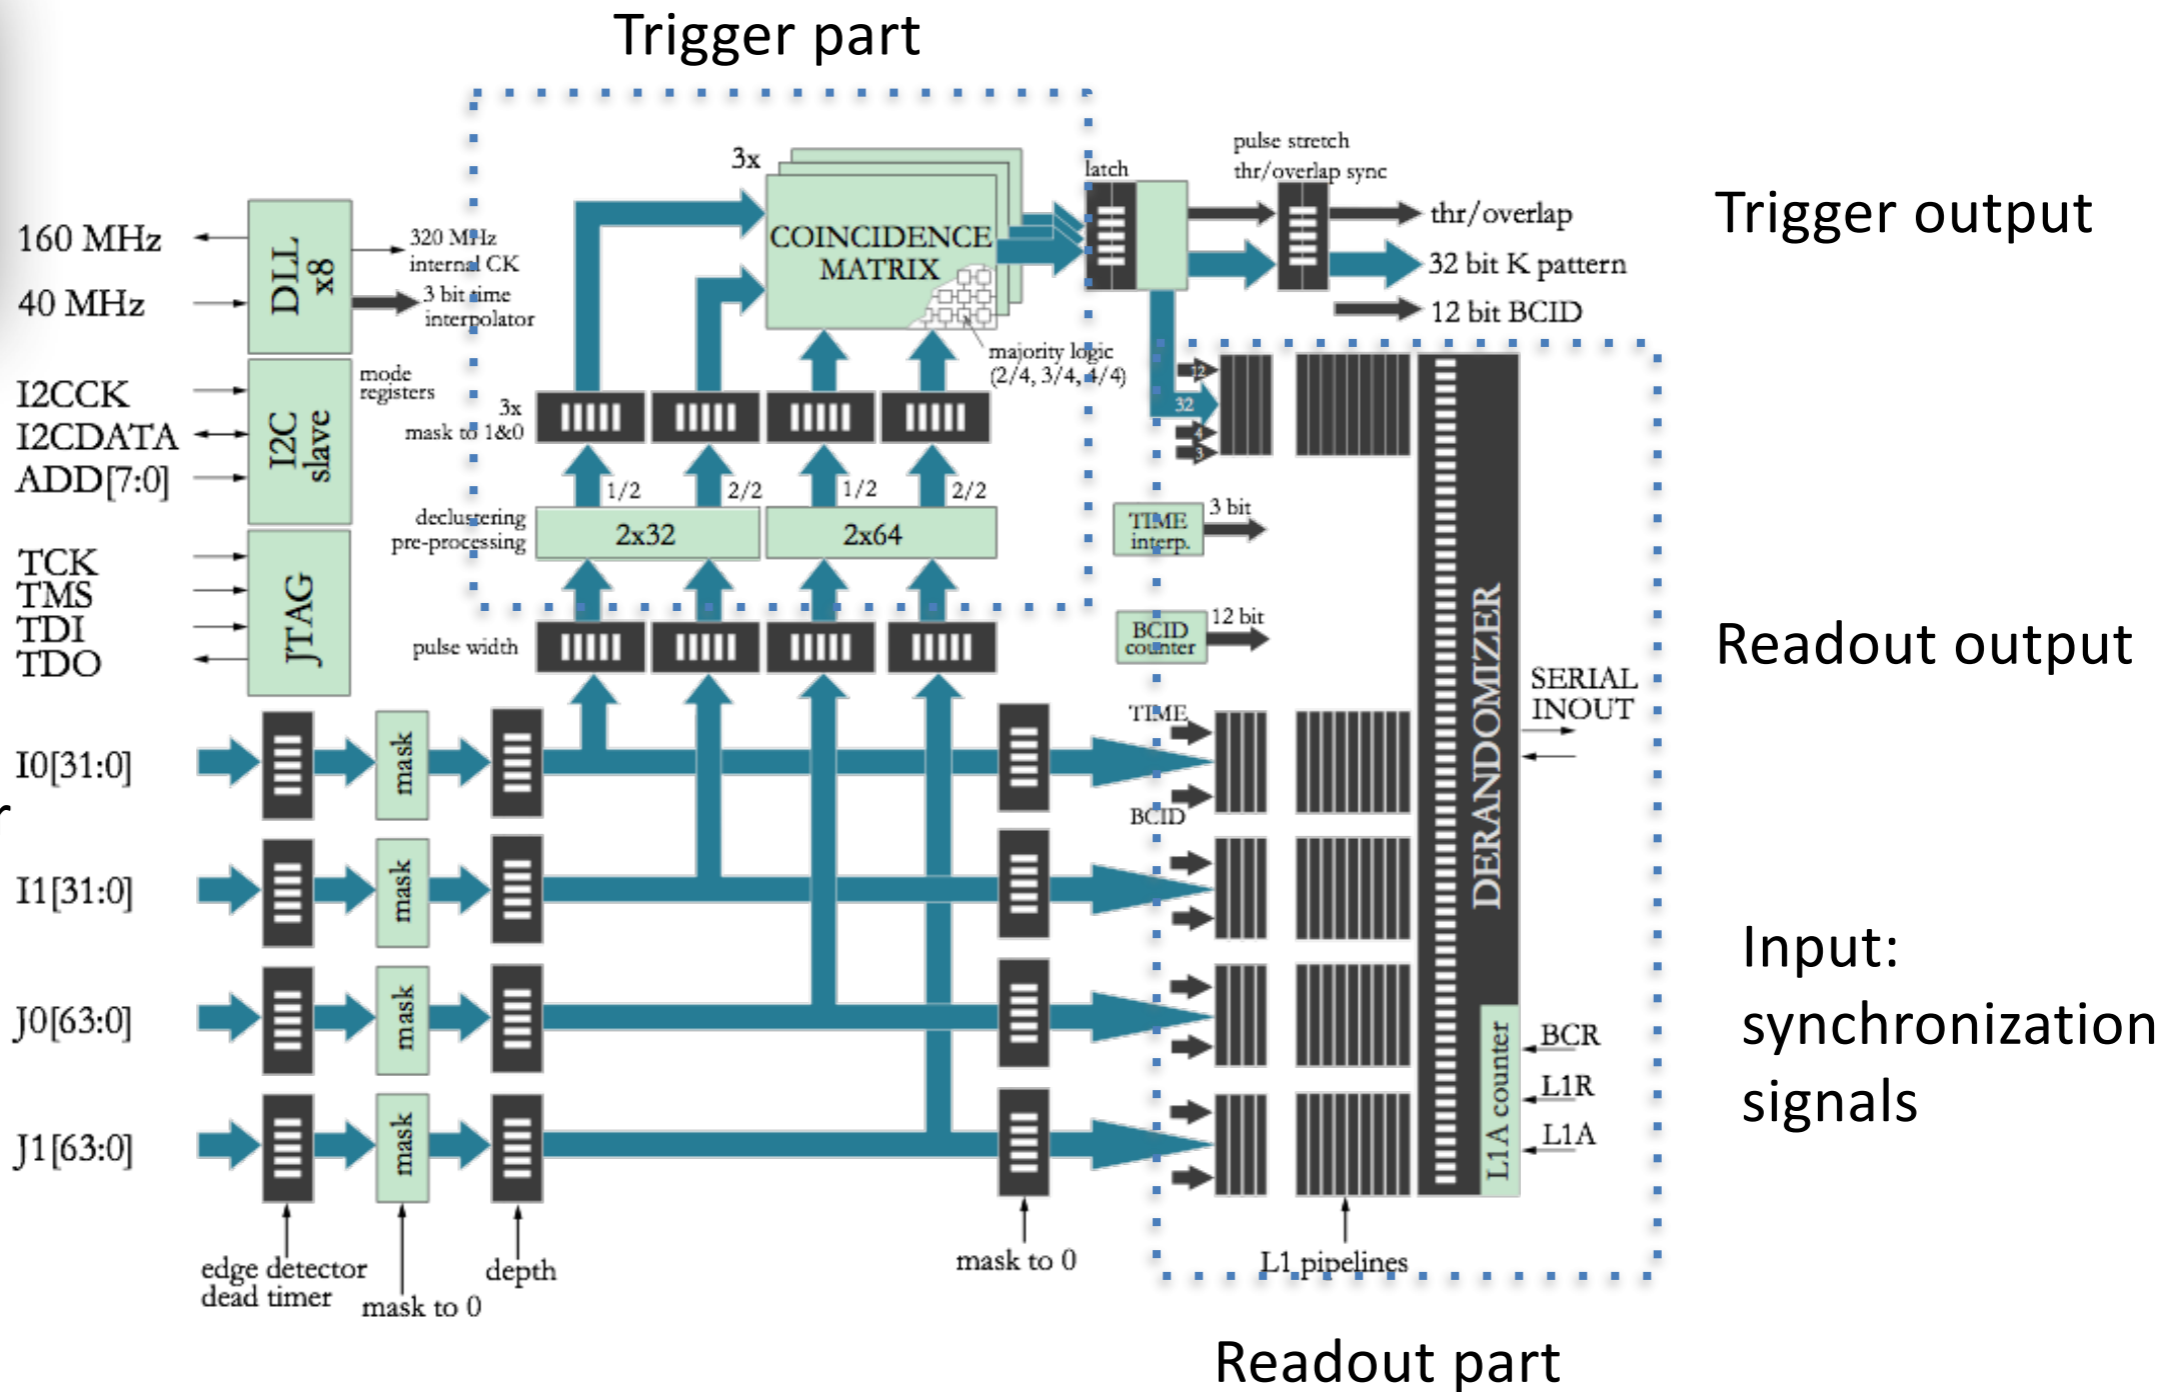 Trigger part
pulse stretch
thr/overlap sync
latch
3x
COINCIDENCE
MATRIX
thr/overlap
32 bit K pattern
12 bit BCID
Trigger output
160 MHz
40 MHz
DLL
x8
320 MHz
internal CK
3 bit time
interpolator
majority logic
(2/4, 3/4, 4/4)
I2CCK
I2CDATA
ADD[7:0]
I2C
slave
mode
registers
3x
mask to 1&0
12
32
4
3
1/2
2/2
1/2
2/2
declustering
pre-processing
2x32
2x64
TIME
interp.
3 bit
TCK
TMS
TDI
TDO
JTAG
pulse width
BCID
counter
12 bit
Readout output
DERANDOMIZER
SERIAL
INOUT
TIME
BCID
I0[31:0]
mask
r
I1[31:0]
mask
J0[63:0]
mask
J1[63:0]
mask
Input:
synchronization
signals
L1A counter
BCR
L1R
L1A
edge detector
dead timer
mask to 0
depth
mask to 0
L1 pipelines
Readout part